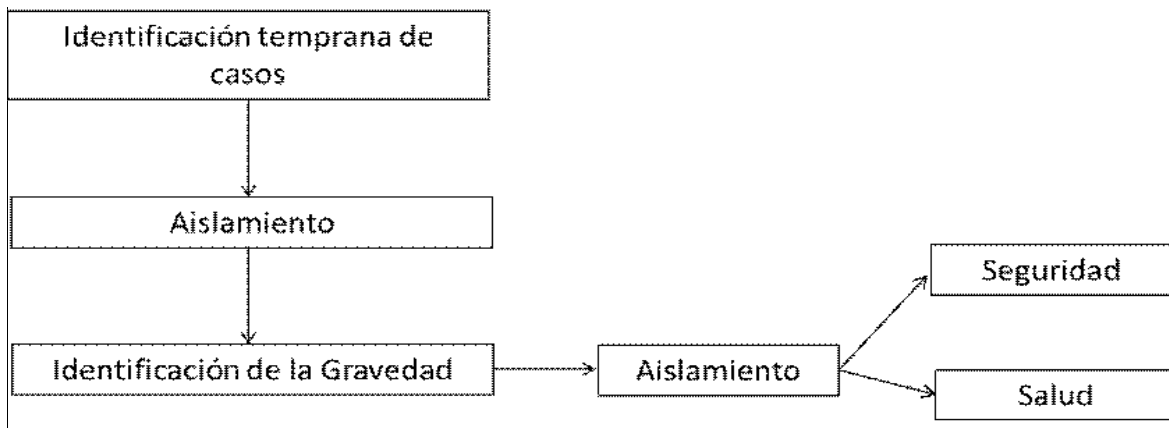 Identificación temprana de
casos
Aislamiento
Identificación de la Gravedad
Aislamiento
Seguridad
Salud